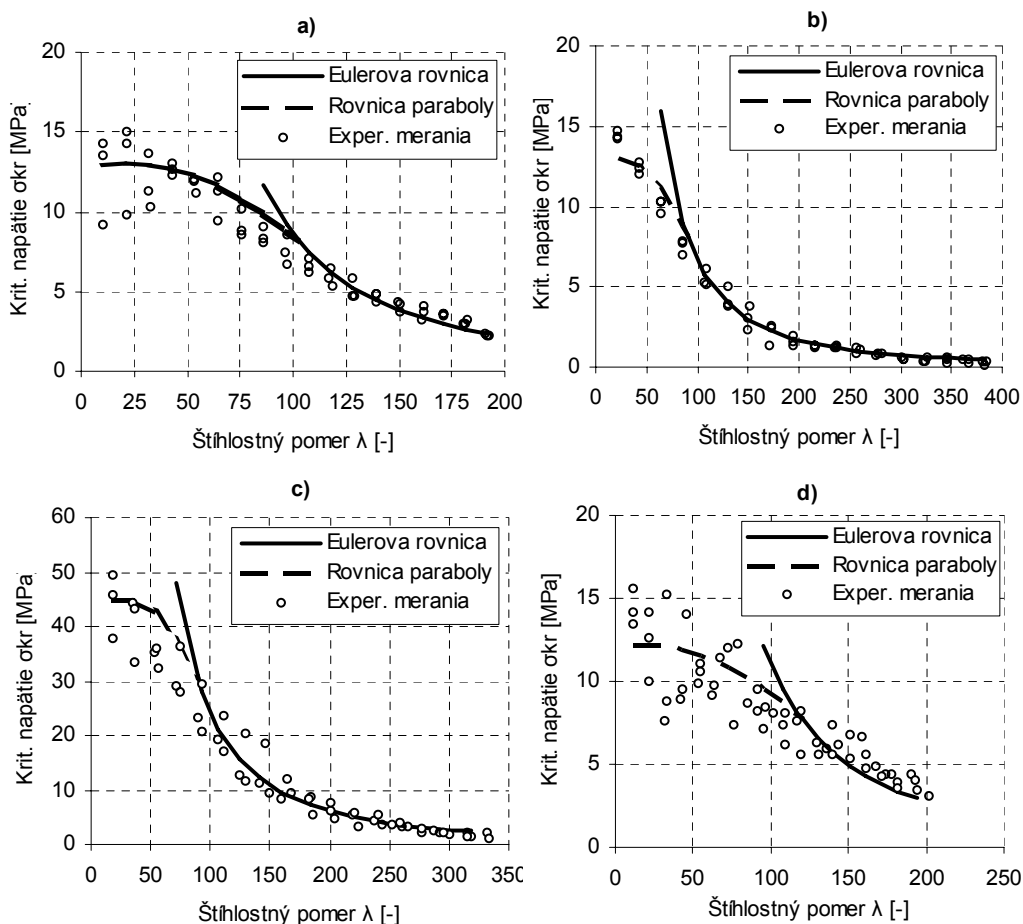 a)
20
15
10
5
0
0 25 50 75 100 125 150 175 200
Krit. napätie σkr [MPa]
Štíhlostný pomer λ [-]
Eulerova rovnica
Rovnica paraboly
Exper. merania
b)
20
15
10
5
0
0 50 100 150 200 250 300 350 400
Krit. napätie σkr [MPa]
Štíhlostný pomer λ [-]
Eulerova rovnica
Rovnica paraboly
Exper. merania
c)
60
50
40
30
20
10
0
0 50 100 150 200 250 300 350
Krit. napätie σkr [MPa
Štíhlostný pomer λ [-]
Eulerova rovnica
Rovnica paraboly
Exper. merania
d)
20
15
10
5
0
0 50 100 150 200 250
Krit. napätie σkr [MPa]
Štíhlostný pomer λ [-]
Eulerova rovnica
Rovnica paraboly
Exper. merania